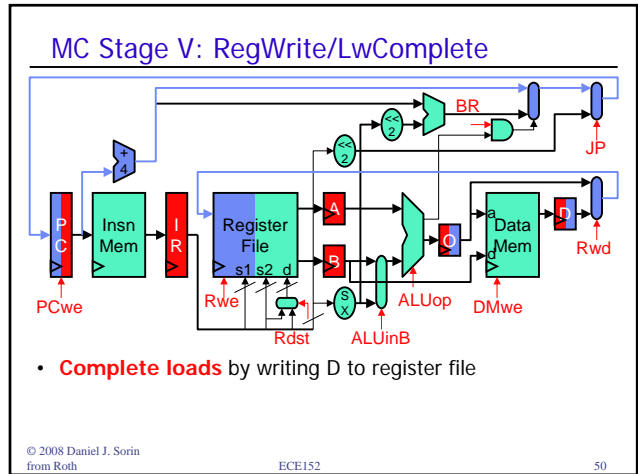 MC Stage V: RegWrite/LwComplete
BR
<<
2
<<
2
+
4
JP
P
C
Insn
Mem
I
R
Register
File
A
B
O
a
Data
Mem
d
D
s1 s2 d
S
X
Rwd
PCwe
Rwe
Rdst
ALUinB
ALUop
DMwe
• Complete loads by writing D to register file
© 2008 Daniel J. Sorin
from Roth
ECE152
50